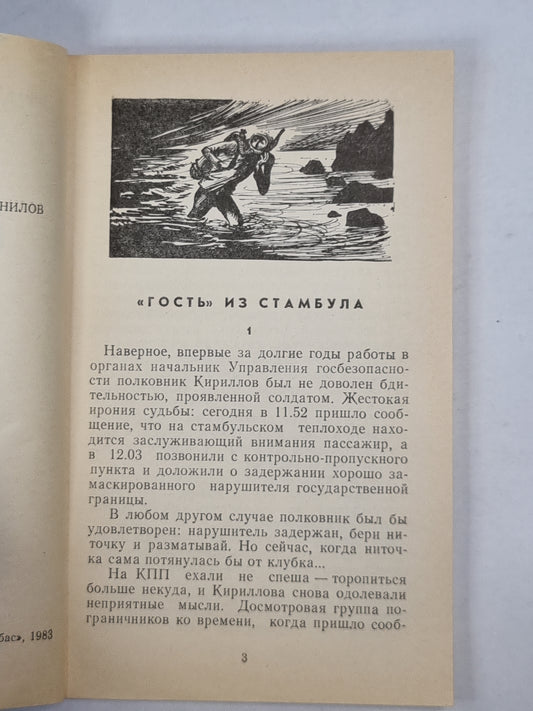 НИЛОВ
бас», 1983
«ГОСТЬ» ИЗ СТАМБУЛА
1
Наверное, впервые за долгие годы работы в
органах начальник Управления госбезопасно-
сти полковник Кириллов был не доволен бди-
тельностью, проявленной солдатом. Жестокая
ирония судьбы: сегодня в 11.52 пришло сооб-
щение, что на стамбульском теплоходе нахо-
дится заслуживающий внимания пассажир, а
в 12.03 позвонили с контрольно-пропускного
пункта и доложили о задержании хорошо за-
маскированного нарушителя государственной
границы.
В любом другом случае полковник был бы
удовлетворен: нарушитель задержан, бери ни-
точку и разматывай. Но сейчас, когда ниточ-
ка сама потянулась бы от клубка...
На КПП ехали не спеша — торопиться
больше некуда, и Кириллова снова одолевали
неприятные мысли. Досмотровая группа по-
граничников ко времени, когда пришло сооб-
3